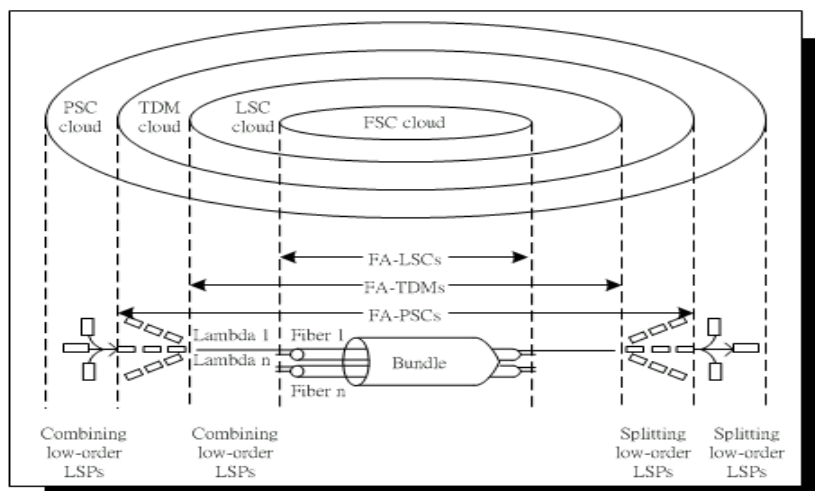 PSC
cloud
TDM
cloud
LSC
cloud
FSC cloud
FA-LSCs
FA-TDMs
FA-PSCs
Lambda 1
Fiber 1
Lambda n
Bundle
Fiber n
Combining
low-order
LSPs
Combining
low-order
LSPs
Splitting
low-order
LSPs
Splitting
low-order
LSPs